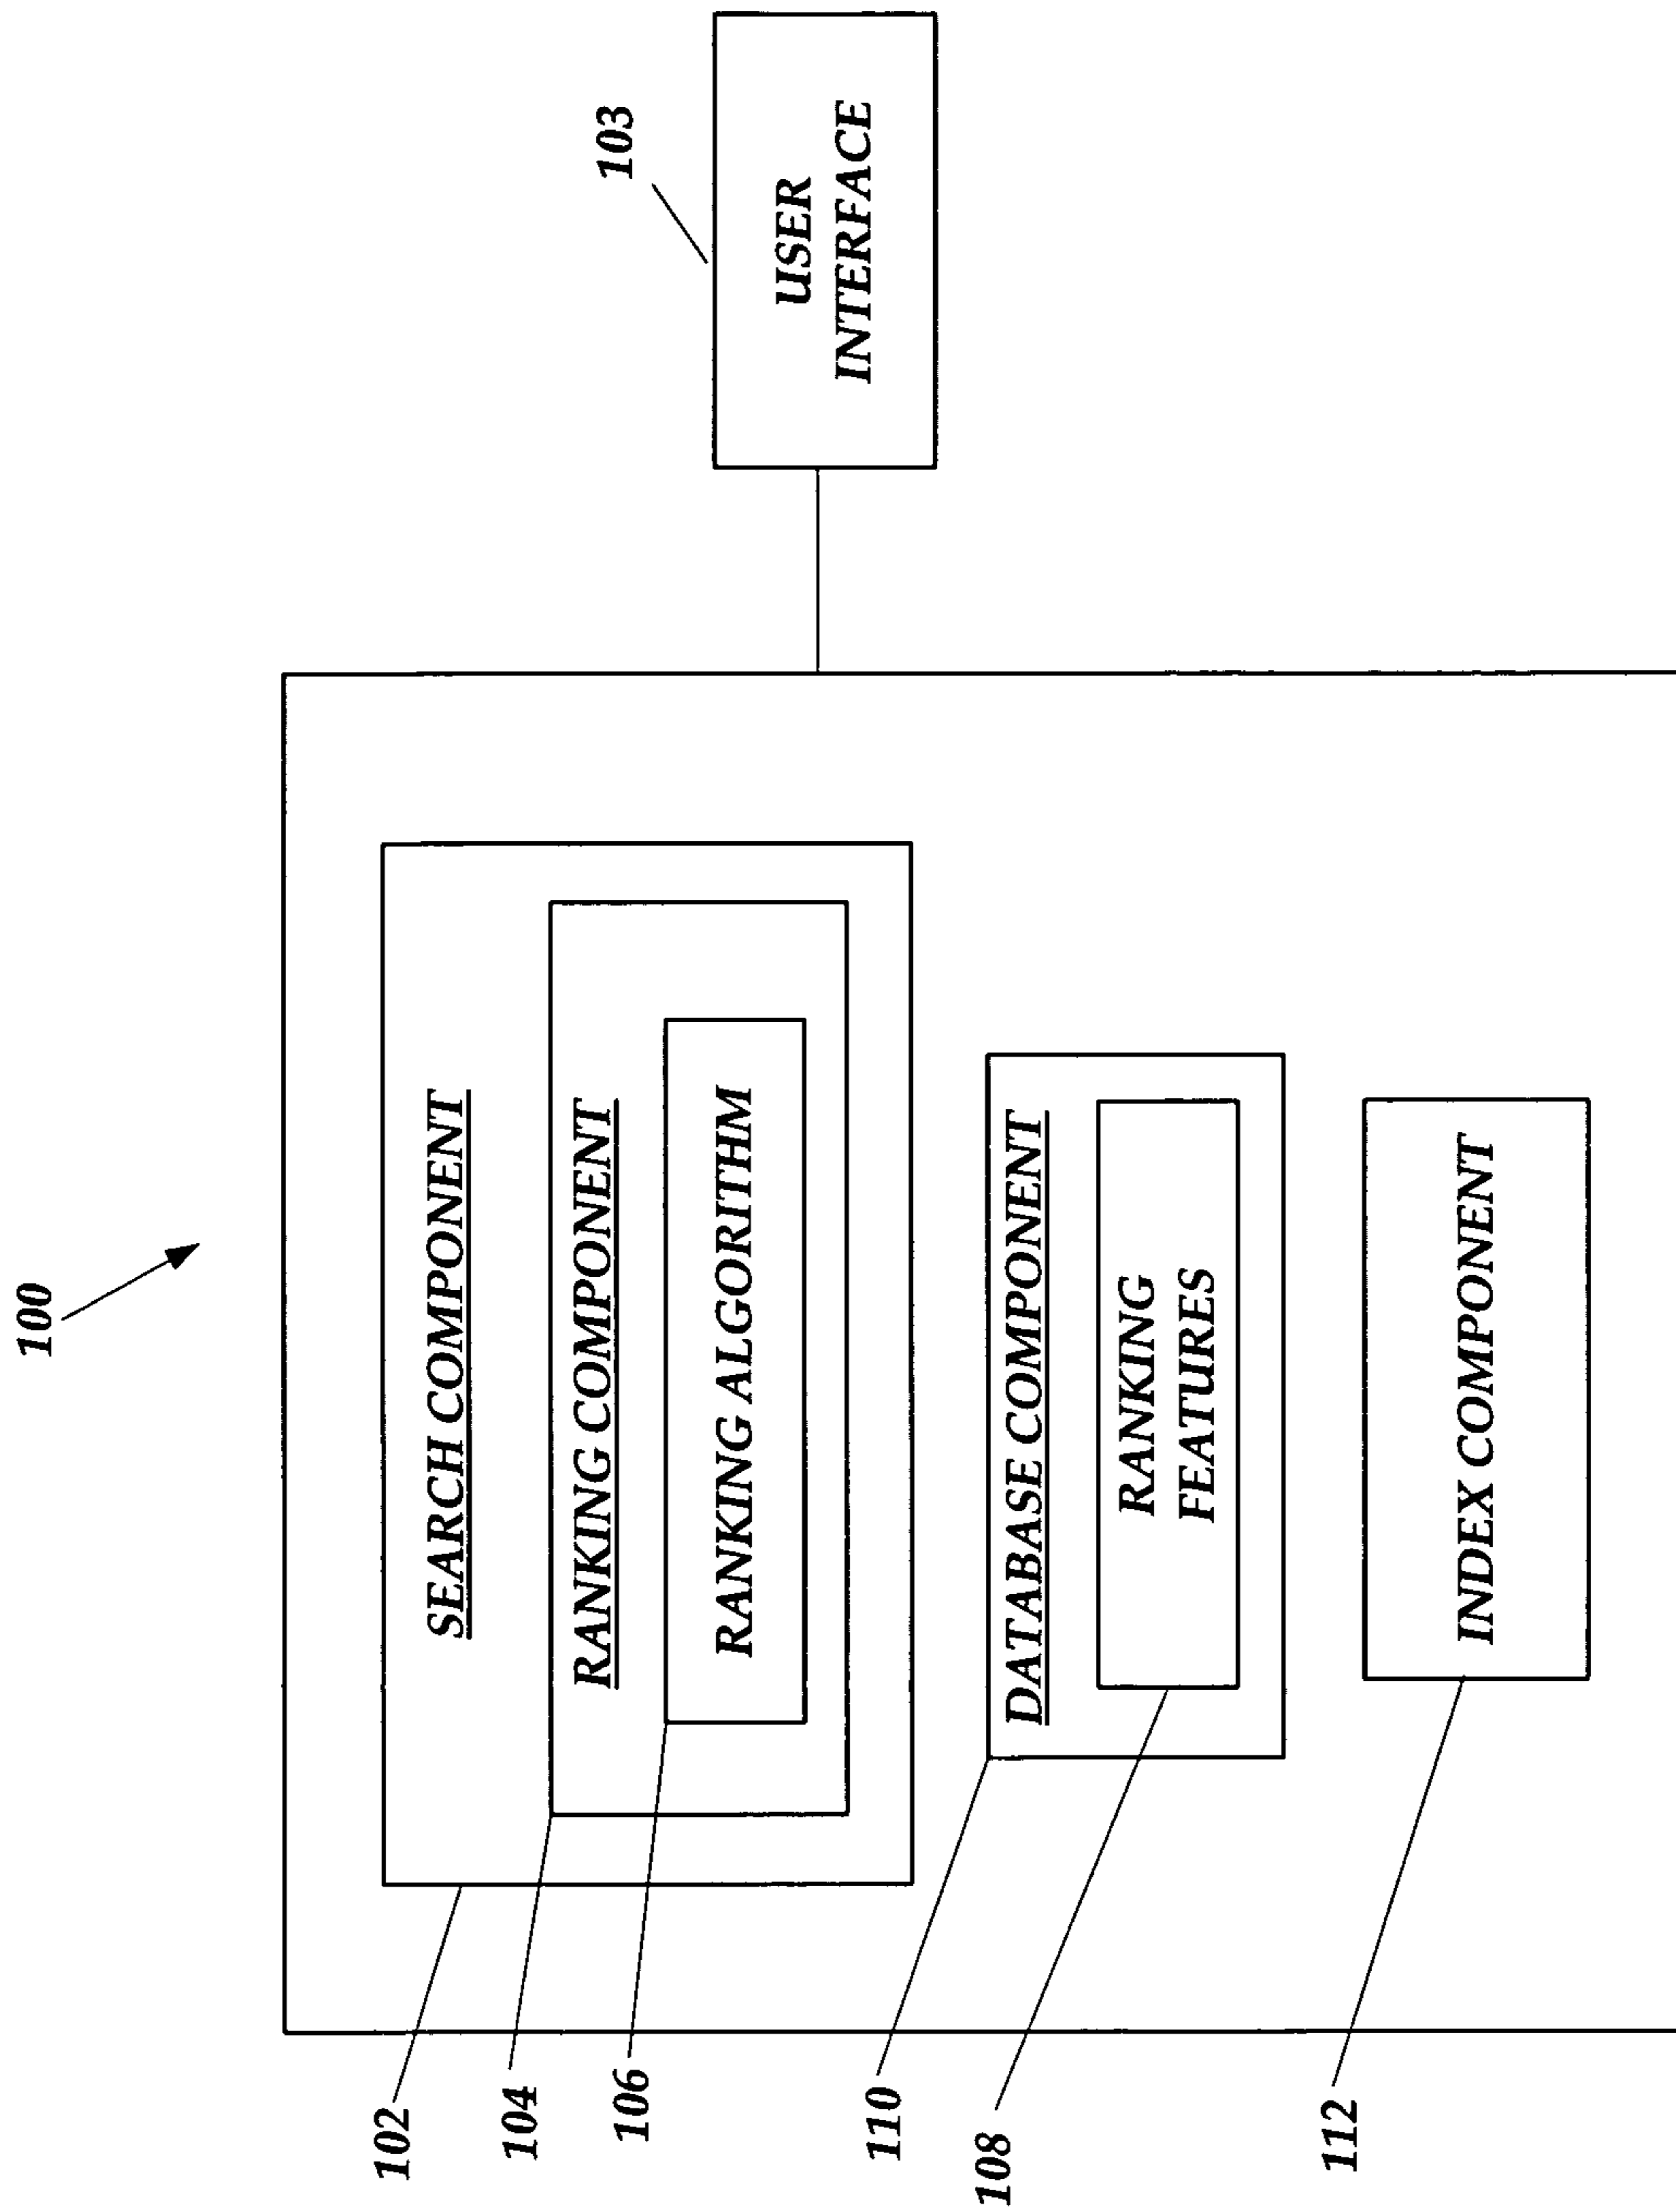 100
102
SEARCH COMPONENT
104
RANKING COMPONENT
106
RANKING ALGORITHM
103
USER
INTERFACE
110
DATABASE COMPONENT
108
RANKING
FEATURES
112
INDEX COMPONENT